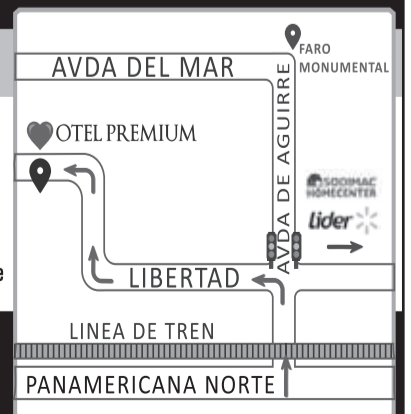 FARO
MONUMENTAL
AVDA DEL MAR
AVDA DE AGUIRRE
OTEL PREMIUM
SODIMAC
HOMECENTER
lider
e
LIBERTAD
LINEA DE TREN
PANAMERICANA NORTE